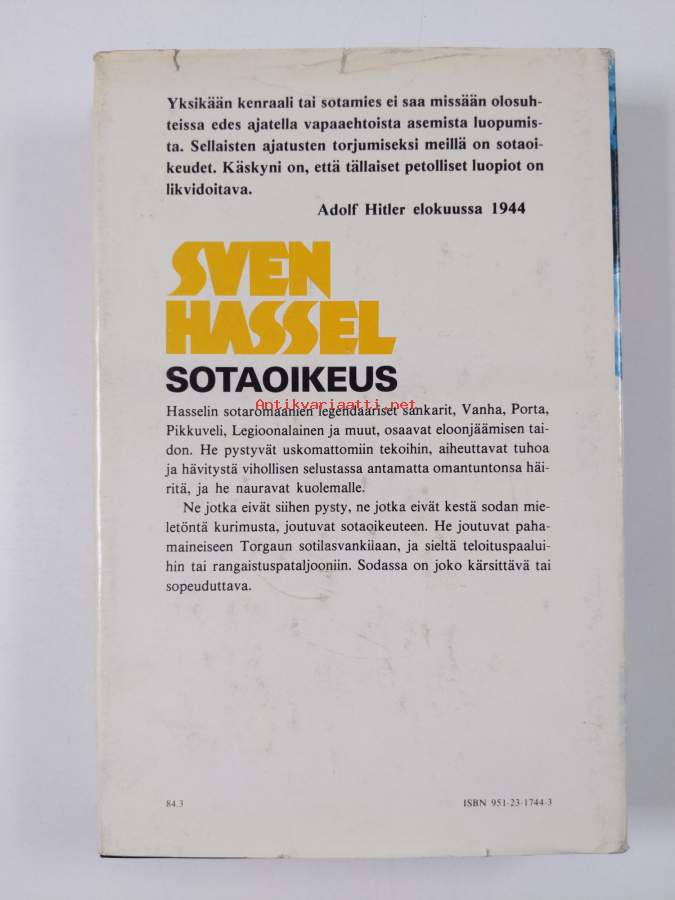 Yksikään kenraali tai sotamies ei saa missään olosuh-
teissa edes ajatella vapaaehtoista asemista luopumis-
ta. Sellaisten ajatusten torjumiseksi meillä on sotaoi-
keudet. Käskyni on, että tällaiset petolliset luopiot on
likvidoitava.
Adolf Hitler elokuussa 1944
SVEN
HASSEL
SOTAOIKEUS
Antikvariaatti.net
Hasselin sotaromaanien legendaariset sankarit, Vanha, Porta,
Pikkuveli, Legioonalainen ja muut, osaavat eloonjäämisen tai-
don. He pystyvät uskomattomiin tekoihin, aiheuttavat tuhoa
ja hävitystä vihollisen selustassa antamatta omantuntonsa häi-
ritä, ja he nauravat kuolemalle.
Ne jotka eivät siihen pysty, ne jotka eivät kestä sodan mie-
letöntä kurimusta, joutuvat sotaoikeuteen. He joutuvat paha-
maineiseen Torgaun sotilasvankilaan, ja sieltä teloituspaalui-
hin tai rangaistuspataljooniin. Sodassa on joko kärsittävä tai
sopeuduttava.
84.3
ISBN 951-23-1744-3